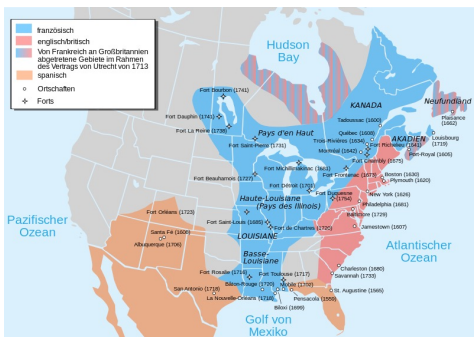 französisch
englisch/britisch
Von Frankreich an Großbritannien
abgetretene Gebiete im Rahmen
des Vertrags von Utrecht von 1713
spanisch
Ortschaften
Forts
Hudson
Bay
Fort Bourbon (1741)
KANADA
Neufundland
Plaisance
(1662)
Fort Dauphin (1741)
Tadoussac (1600)
Fort La Reine (1738)
Québec (1608)
AKADIEN
Louisbourg
(1719)
Pays d'en Haut
Trois-Rivières (1634)
Fort Richelieu (1641)
Fort Saint-Pierre (1731)
Montréal (1642)
Port-Royal (1605)
Fort Chambly (1675)
Fort Michilimakinac
Fort Beauharnois (1727)
Fort Frontenac (1673)
Boston (1630)
Plymouth (1620)
Fort Détroit (1701)
Fort Duquesne
(1754)
New York (1626)
Haute-Louisiane
(Pays des Illinois)
Philadelphia (1681)
Baltimore (1729)
Fort Orléans (1723)
Fort Saint-Louis (1685)
Fort de Chartres (1720)
Jamestown (1607)
Pazifischer
Ozean
Santa Fé (1608)
Albuquerque (1706)
LOUISIANE
Atlantischer
Ozean
Basse-
Louisiane
Charleston (1680)
Savannah (1733)
Fort Rosalie (1716)
Fort Toulouse (1717)
San Antonio (1718)
Baton-Rouge (1720)
Mobile (1702)
St. Augustine (1565)
La Nouvelle-Orléans (1718)
Pensacola (1559)
Biloxi (1699)
Golf von
Mexiko